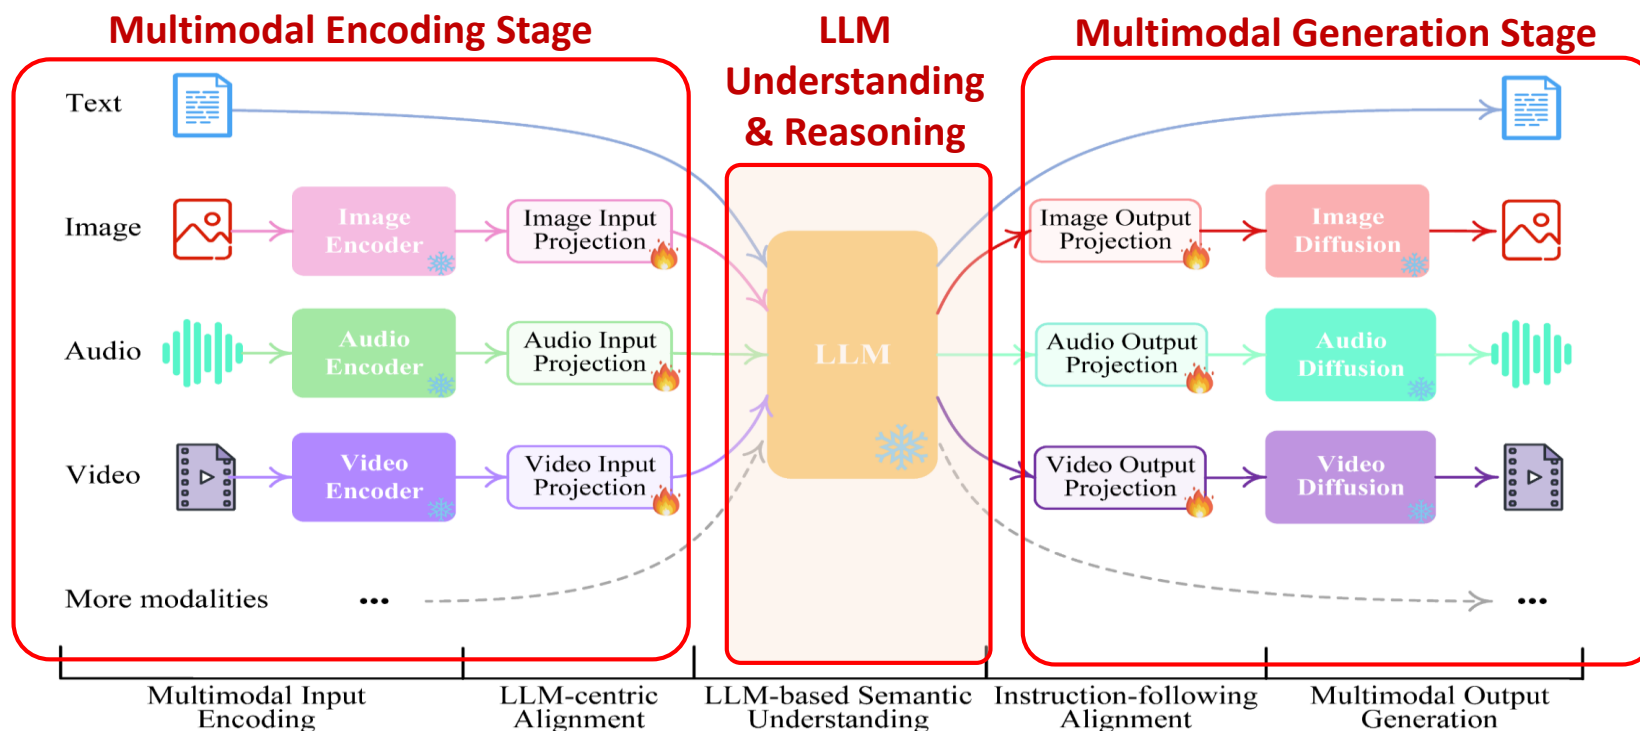 Multimodal Encoding Stage
LLM
Understanding
& Reasoning
Multimodal Generation Stage
Text
Image
Image
Encoder
Image Input
Projection
Image Output
Projection
Image
Diffusion
Audio
Audio
Encoder
Audio Input
Projection
LLM
Audio Output
Projection
Audio
Diffusion
Video
Video
Encoder
Video Input
Projection
Video Output
Projection
Video
Diffusion
More modalities
...
...
Multimodal Input
Encoding
LLM-centric
Alignment
LLM-based Semantic
Understanding
Instruction-following
Alignment
Multimodal Output
Generation